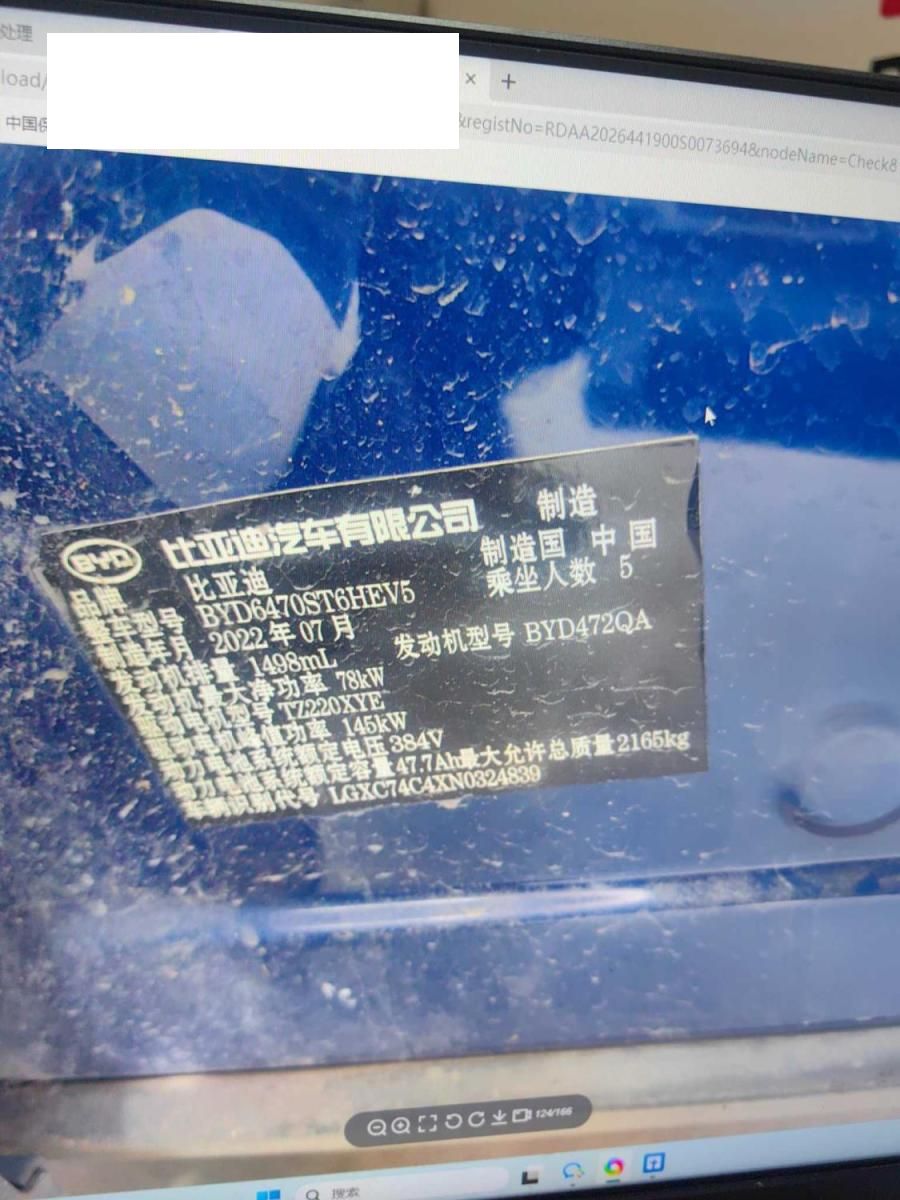 处理
load/
× +
中国保
&registNo=RDAA2026441900S0073694&nodeName=Check8
BYD 比亚迪汽车有限公司 制造
品牌 比亚迪 制造国 中国
整车型号 BYD6470ST6HEV5 乘坐人数 5
制造年月 2022年07月 发动机型号 BYD472QA
发动机排量 1498mL
发动机最大净功率 78kW
驱动电机型号 TZ220XYE
驱动电机峰值功率 145kW
动力电池系统额定电压 384V
动力电池系统额定容量 47.7Ah 最大允许总质量 2165kg
车辆识别代号 LGXC74C4XN0324839
124/166
搜索